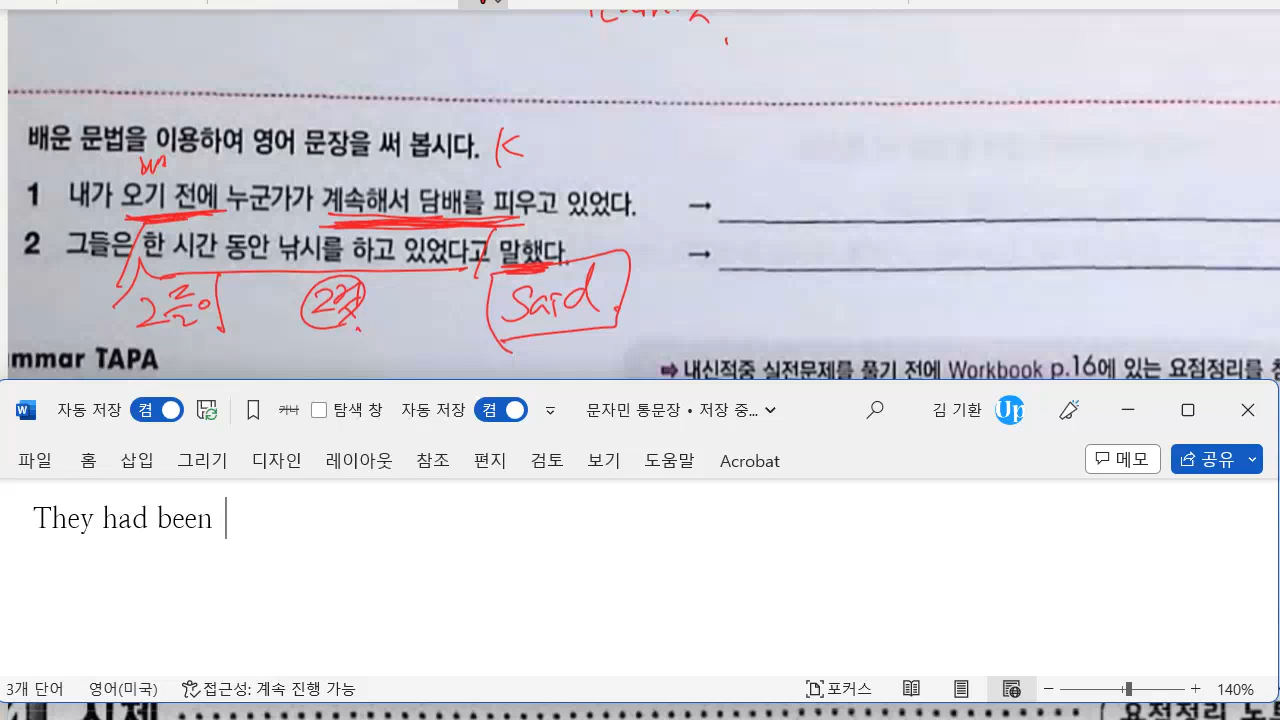 배운 문법을 이용하여 영어 문장을 써 봅시다. K
1 내가 오기 전에 누군가가 계속해서 담배를 피우고 있었다. →
2 그들은 한 시간 동안 낚시를 하고 있었다고 말했다. →
said
mmar TAPA
➡ 내신적중 실전문제를 풀기 전에 Workbook p.16에 있는 요점정리를
자동 저장 켬 가나 탐색 창 자동 저장 켬 문자민 통문장 • 저장 중... 김 기환 Up
파일 홈 삽입 그리기 디자인 레이아웃 참조 편지 검토 보기 도움말 Acrobat 메모 공유
They had been
3개 단어 영어(미국) 접근성: 계속 진행 가능 포커스 140%